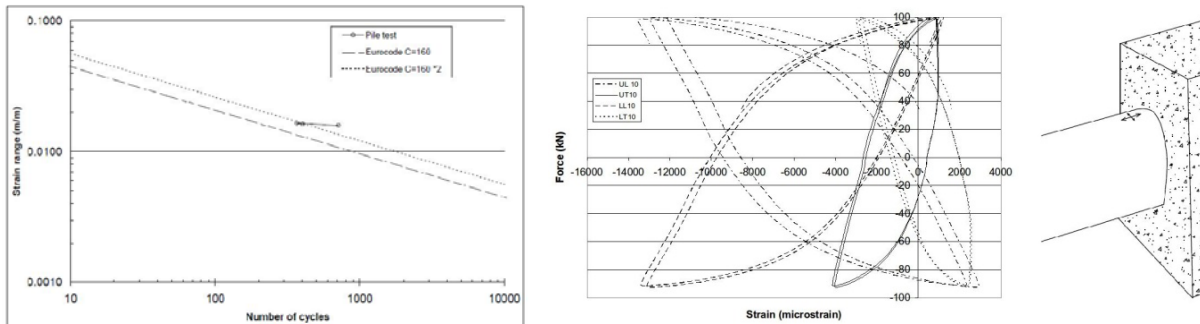 0.1000
0.0100
0.0010
Strain range (m/m)
10
100
1000
10000
Number of cycles
Pile test
Eurocode C=160
Eurocode C=160 *2
Force (kN)
100
80
60
40
20
0
-20
-40
-60
-80
-100
-16000 -14000 -12000 -10000 -8000 -6000 -4000 -2000 0 2000 4000
Strain (microstrain)
UL 10
UT10
LL10
LT10